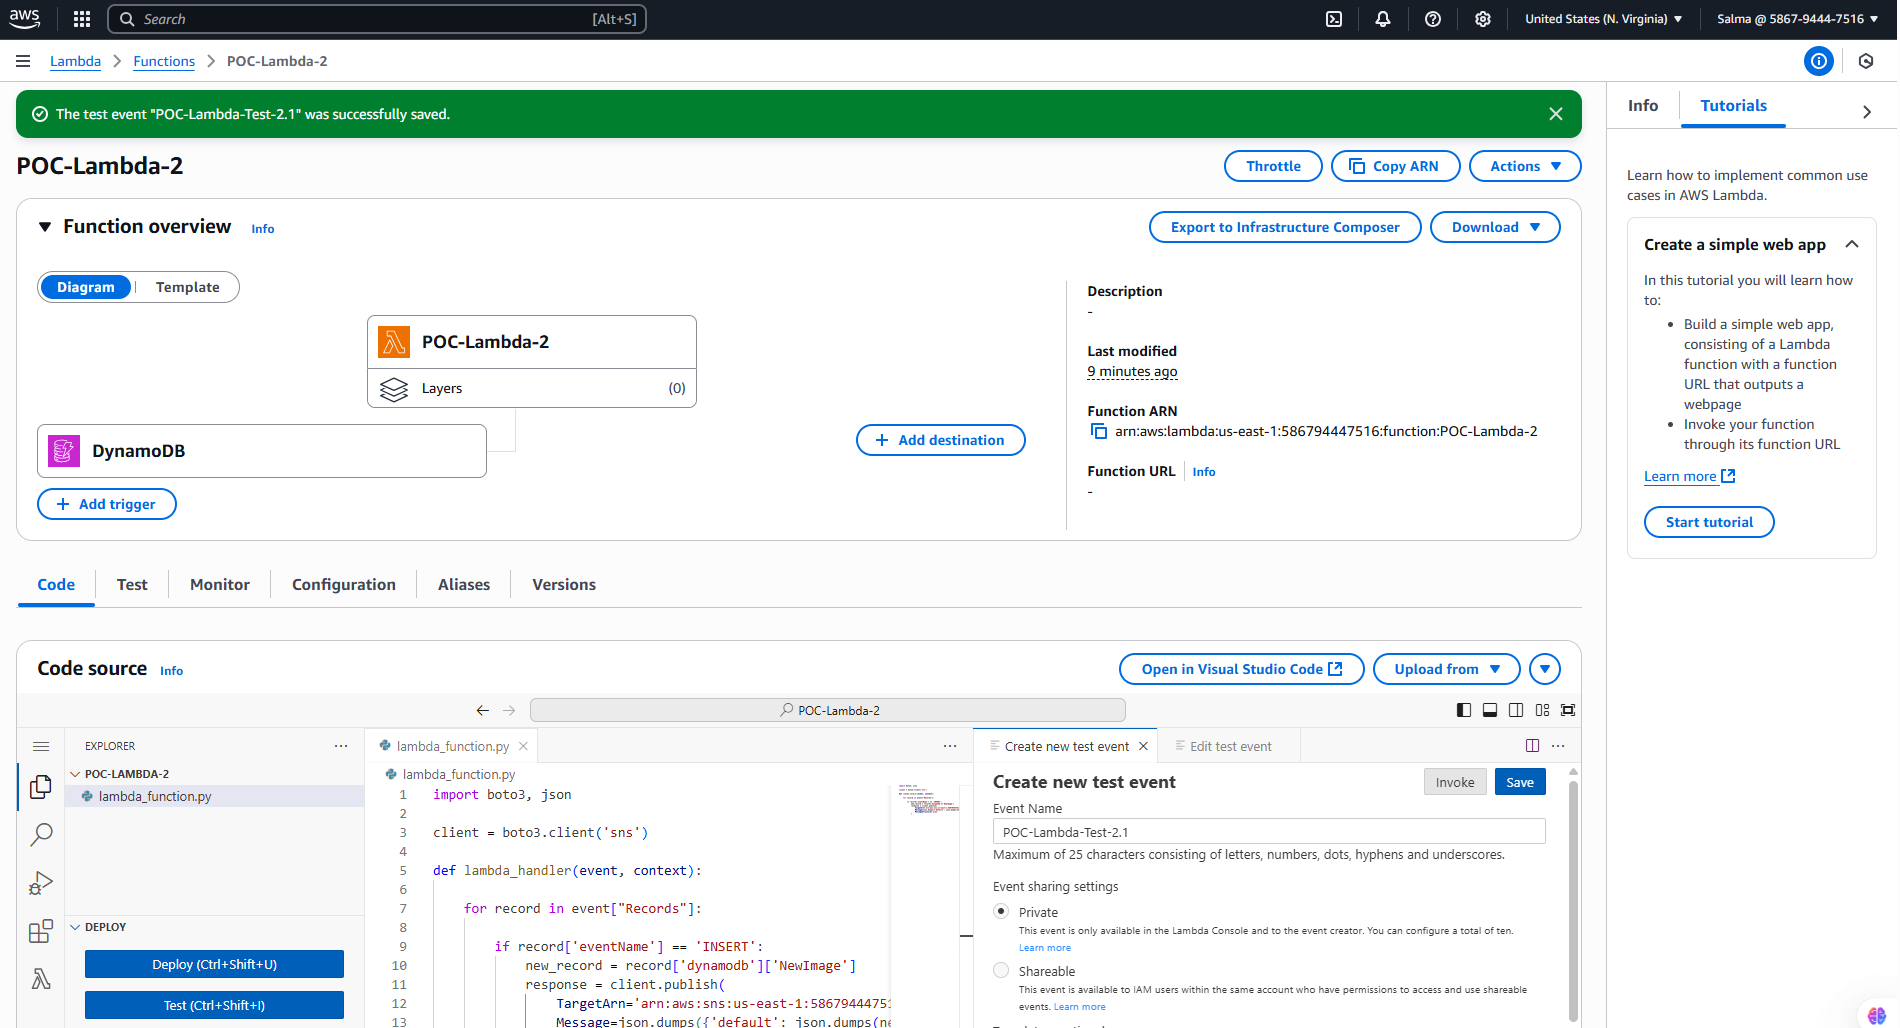 aws
Search
[Alt+S]
United States (N. Virginia)
Salma @ 5867-9444-7516
Lambda
Functions
POC-Lambda-2
The test event "POC-Lambda-Test-2.1" was successfully saved.
POC-Lambda-2
Throttle
Copy ARN
Actions
Function overview
Info
Export to Infrastructure Composer
Download
Diagram
Template
POC-Lambda-2
Layers
(0)
DynamoDB
Add trigger
Add destination
Description
-
Last modified
9 minutes ago
Function ARN
arn:aws:lambda:us-east-1:586794447516:function:POC-Lambda-2
Function URL
Info
-
Info
Tutorials
Learn how to implement common use
cases in AWS Lambda.
Create a simple web app
In this tutorial you will learn how
to:
• Build a simple web app,
consisting of a Lambda
function with a function
URL that outputs a
webpage
• Invoke your function
through its function URL
Learn more
Start tutorial
Code
Test
Monitor
Configuration
Aliases
Versions
Code source
Info
Open in Visual Studio Code
Upload from
POC-Lambda-2
EXPLORER
POC-LAMBDA-2
lambda_function.py
DEPLOY
Deploy (Ctrl+Shift+U)
Test (Ctrl+Shift+I)
lambda_function.py
lambda_function.py
1 import boto3, json
2
3 client = boto3.client('sns')
4
5 def lambda_handler(event, context):
6
7 for record in event["Records"]:
8
9 if record['eventName'] == 'INSERT':
10 new_record = record['dynamodb']['NewImage']
11 response = client.publish(
12 TargetArn='arn:aws:sns:us-east-1:58679444751
13 Message=json.dumps({'default': json.dumps(ne
Create new test event
Edit test event
Create new test event
Invoke
Save
Event Name
POC-Lambda-Test-2.1
Maximum of 25 characters consisting of letters, numbers, dots, hyphens and underscores.
Event sharing settings
Private
This event is only available in the Lambda Console and to the event creator. You can configure a total of ten.
Learn more
Shareable
This event is available to IAM users within the same account who have permissions to access and use shareable
events. Learn more